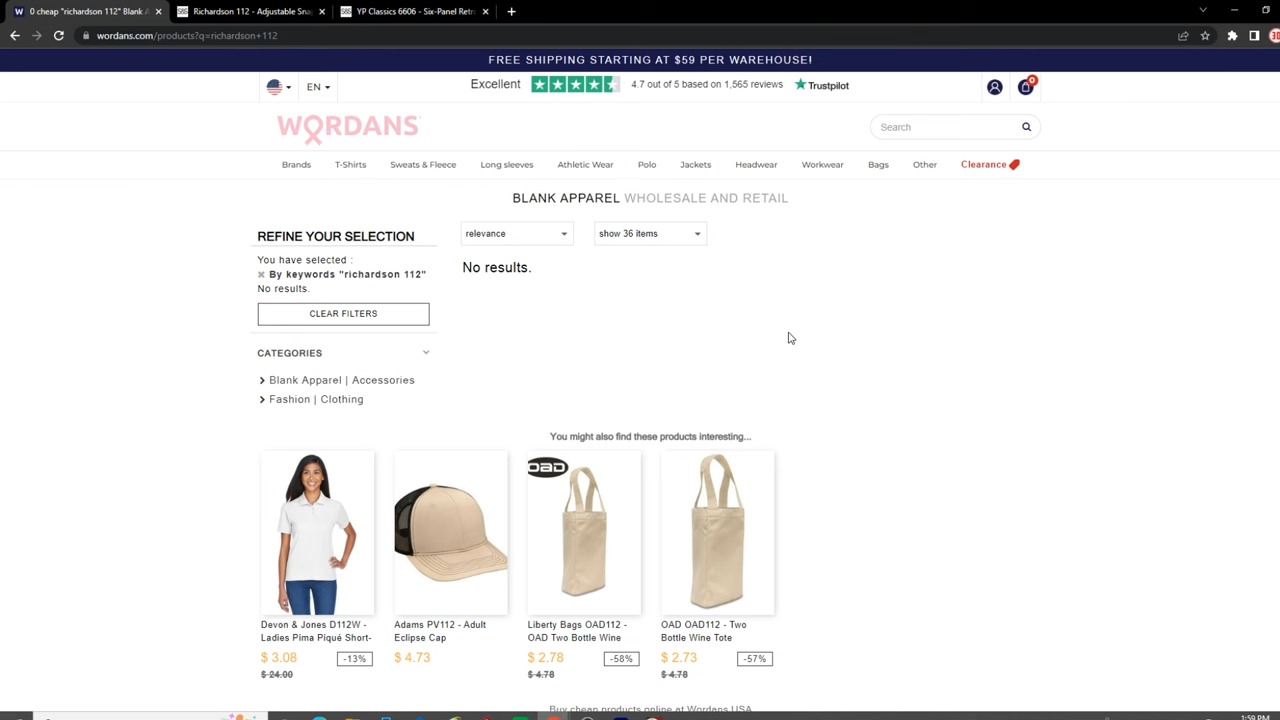 0 cheap "richardson 112" Blank A
Richardson 112 - Adjustable Snap
YP Classics 6606 - Six-Panel Retr
wordans.com/products?q=richardson+112
FREE SHIPPING STARTING AT $59 PER WAREHOUSE!
EN
Excellent
4.7 out of 5 based on 1,565 reviews
Trustpilot
0
WORDANS
Search
Brands
T-Shirts
Sweats & Fleece
Long sleeves
Athletic Wear
Polo
Jackets
Headwear
Workwear
Bags
Other
Clearance
BLANK APPAREL WHOLESALE AND RETAIL
REFINE YOUR SELECTION
You have selected :
By keywords "richardson 112"
No results.
CLEAR FILTERS
CATEGORIES
Blank Apparel | Accessories
Fashion | Clothing
relevance
show 36 items
No results.
You might also find these products interesting...
Devon & Jones D112W -
Ladies Pima Piqué Short-
$ 3.08
-13%
$ 24.00
Adams PV112 - Adult
Eclipse Cap
$ 4.73
OAD
Liberty Bags OAD112 -
OAD Two Bottle Wine
$ 2.78
-58%
$ 4.78
OAD OAD112 - Two
Bottle Wine Tote
$ 2.73
-57%
$ 4.78
Buy cheap products online at Wordans USA
1:59 PM